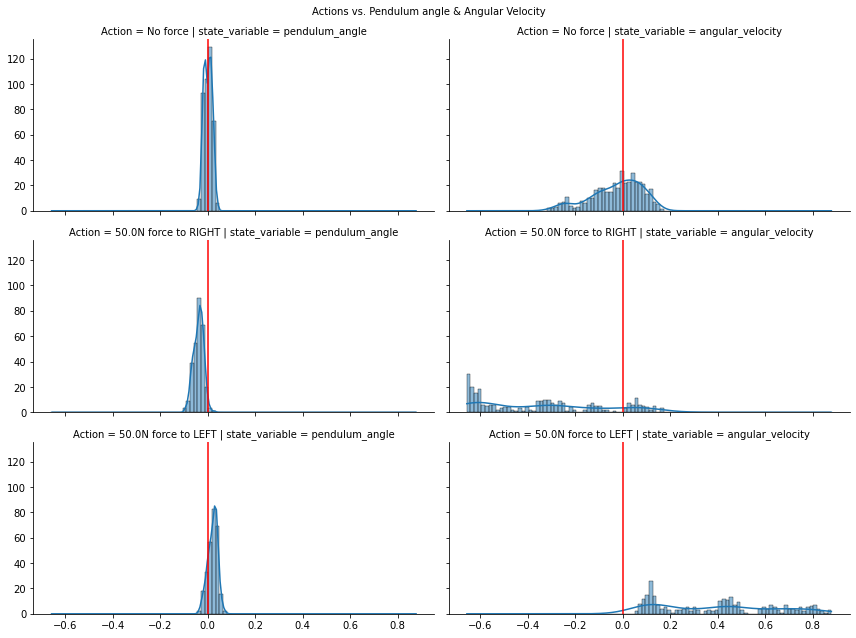 Actions vs. Pendulum angle & Angular Velocity
Action = No force | state_variable = pendulum_angle
Action = No force | state_variable = angular_velocity
120
100
80
60
40
20
0
Action = 50.0N force to RIGHT | state_variable = pendulum_angle
Action = 50.0N force to RIGHT | state_variable = angular_velocity
120
100
80
60
40
20
0
Action = 50.0N force to LEFT | state_variable = pendulum_angle
Action = 50.0N force to LEFT | state_variable = angular_velocity
120
100
80
60
40
20
0
−0.6 −0.4 −0.2 0.0 0.2 0.4 0.6 0.8
−0.6 −0.4 −0.2 0.0 0.2 0.4 0.6 0.8